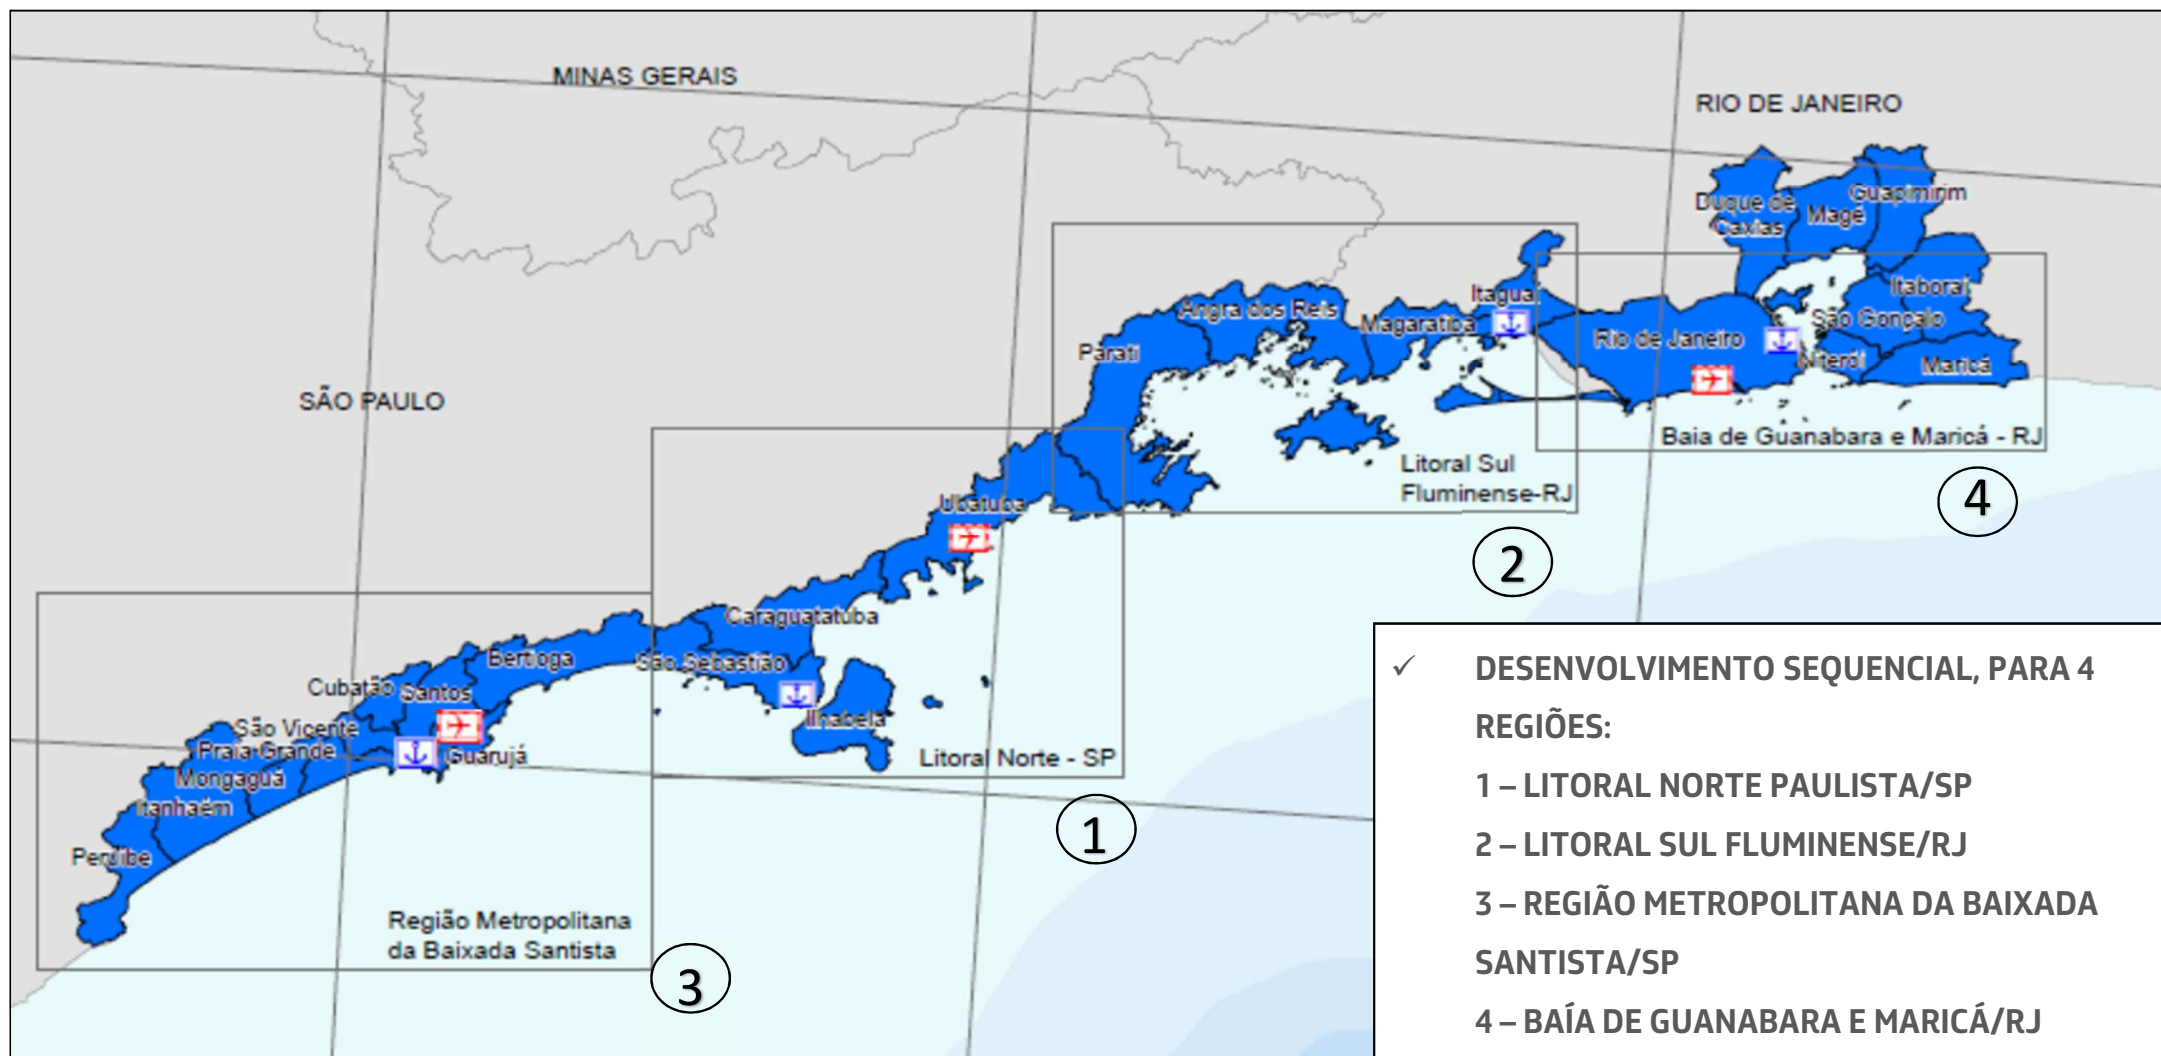 MINAS GERAIS
RIO DE JANEIRO
Duque de
Caxias
Magé
Guapimirim
Itaboraí
São Gonçalo
Niterói
Maricá
Rio de Janeiro
Itaguaí
Magaratiba
Angra dos Reis
Parati
SÃO PAULO
Baia de Guanabara e Maricá - RJ
4
Litoral Sul
Fluminense-RJ
2
Ubatuba
Caraguatatuba
São Sebastião
Ilhabela
Litoral Norte - SP
1
Bertioga
Cubatão
Santos
São Vicente
Praia Grande
Guarujá
Mongaguá
Itanhaém
Peruíbe
Região Metropolitana
da Baixada Santista
3
✓ DESENVOLVIMENTO SEQUENCIAL, PARA 4
REGIÕES:
1 – LITORAL NORTE PAULISTA/SP
2 – LITORAL SUL FLUMINENSE/RJ
3 – REGIÃO METROPOLITANA DA BAIXADA
SANTISTA/SP
4 – BAÍA DE GUANABARA E MARICÁ/RJ